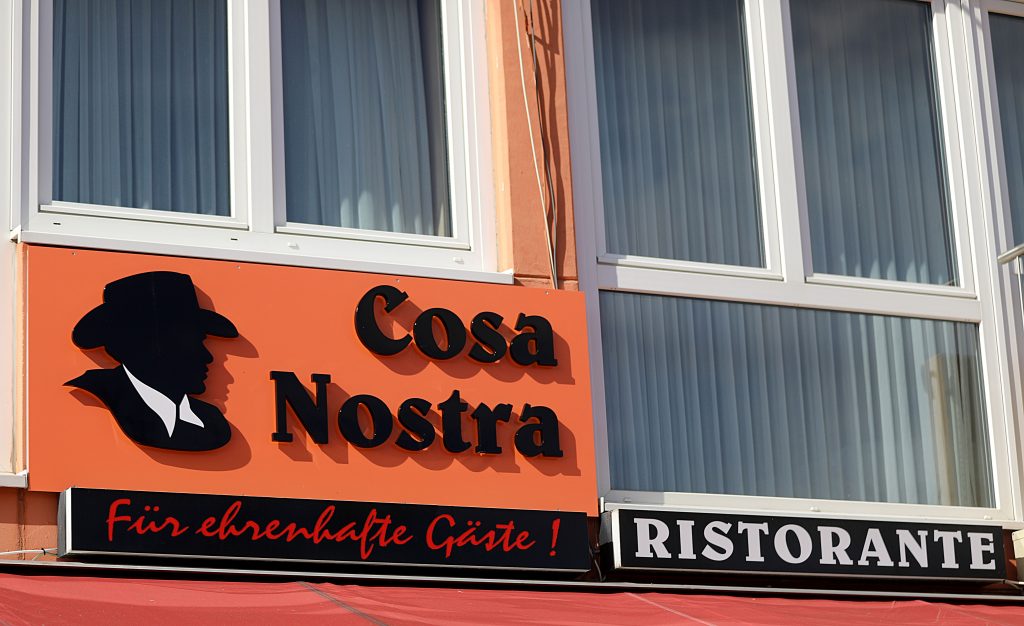 Cosa
Nostra
Für ehrenhafte Gäste !
RISTORANTE